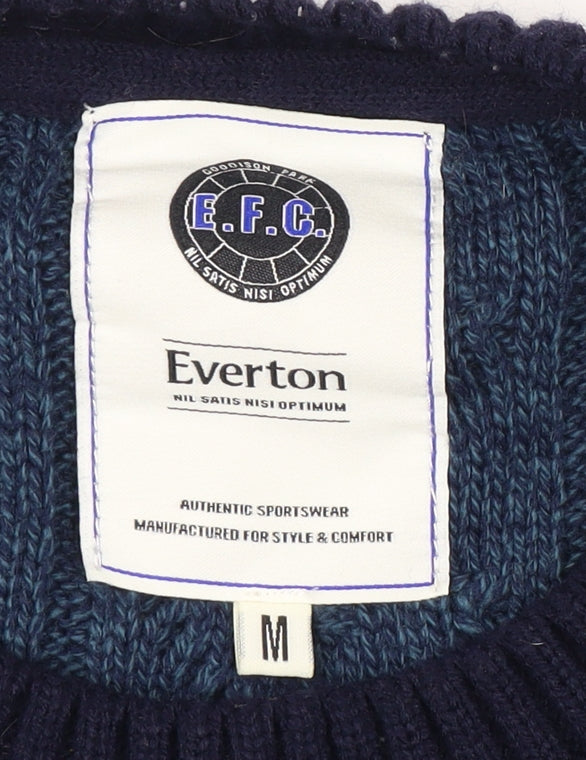 GOODISON PARK
E.F.C.
NIL SATIS NISI OPTIMUM
Everton
NIL SATIS NISI OPTIMUM
AUTHENTIC SPORTSWEAR
MANUFACTURED FOR STYLE & COMFORT
M